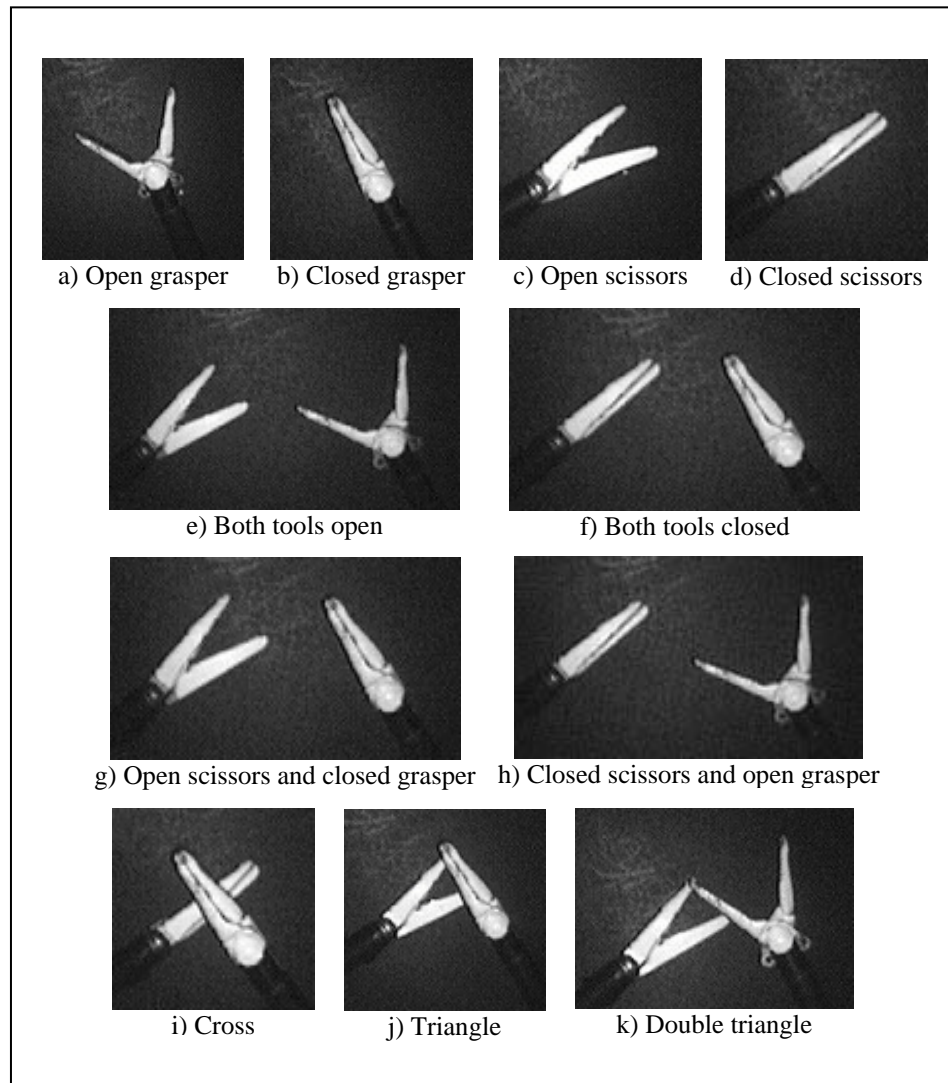 a) Open grasper
b) Closed grasper
c) Open scissors
d) Closed scissors
e) Both tools open
f) Both tools closed
g) Open scissors and closed grasper
h) Closed scissors and open grasper
i) Cross
j) Triangle
k) Double triangle